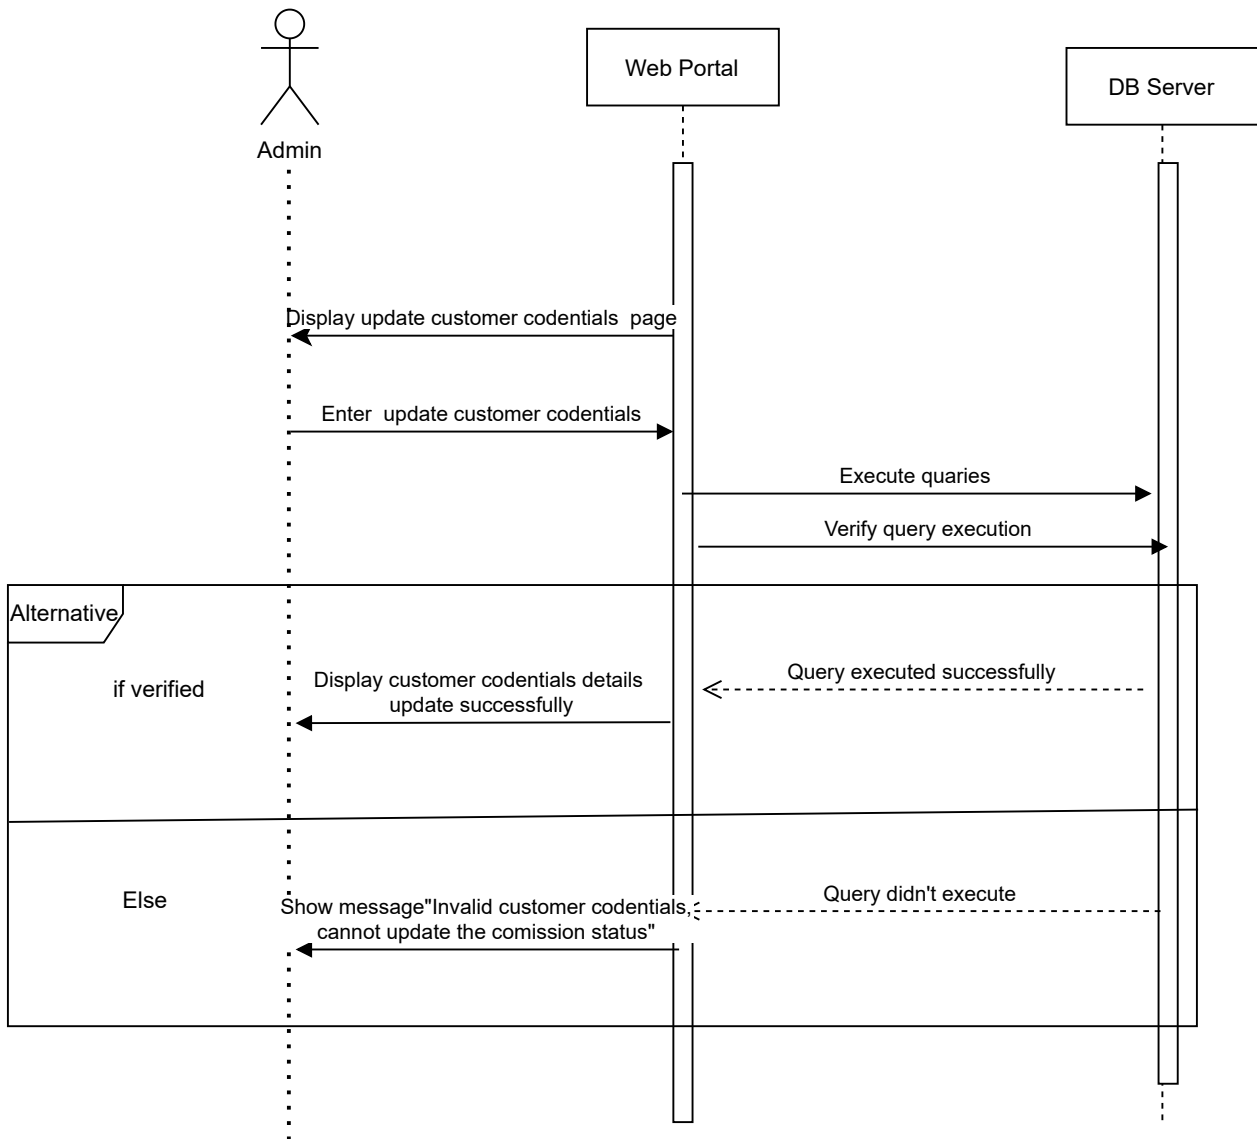 Web Portal
DB Server
Admin
Display update customer codentials  page
Enter  update customer codentials
Execute quaries
Verify query execution
Alternative
if verified
Display customer codentials details
update successfully
Query executed successfully
Else
Show message"Invalid customer codentials,
cannot update the comission status"
Query didn't execute